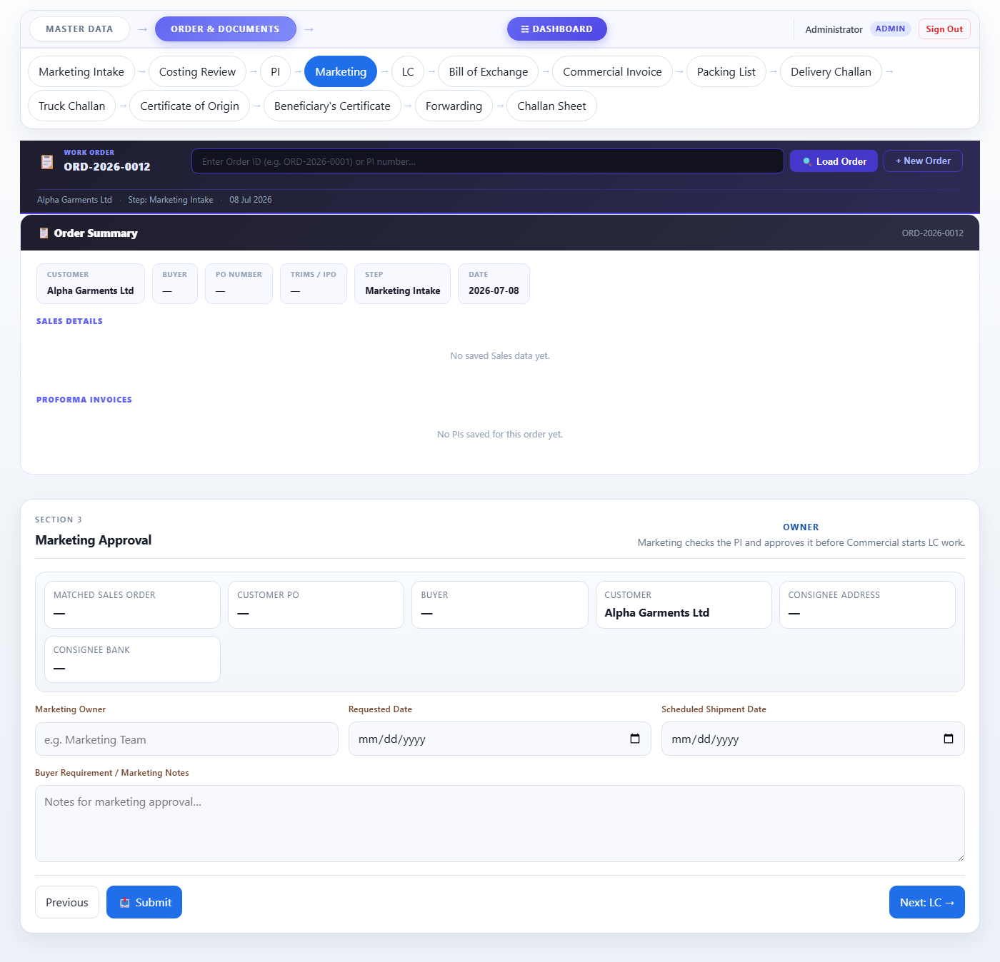 MASTER DATA → ORDER & DOCUMENTS → DASHBOARD Administrator ADMIN Sign Out
Marketing Intake → Costing Review → PI → Marketing → LC → Bill of Exchange → Commercial Invoice → Packing List → Delivery Challan →
Truck Challan → Certificate of Origin → Beneficiary's Certificate → Forwarding → Challan Sheet
WORK ORDER
ORD-2026-0012
Enter Order ID (e.g. ORD-2026-0001) or PI number...
Load Order
+ New Order
Alpha Garments Ltd · Step: Marketing Intake · 08 Jul 2026
Order Summary ORD-2026-0012
CUSTOMER BUYER PO NUMBER TRIMS / IPO STEP DATE
Alpha Garments Ltd — — — Marketing Intake 2026-07-08
SALES DETAILS
No saved Sales data yet.
PROFORMA INVOICES
No PIs saved for this order yet.
SECTION 3
Marketing Approval
OWNER
Marketing checks the PI and approves it before Commercial starts LC work.
MATCHED SALES ORDER CUSTOMER PO BUYER CUSTOMER CONSIGNEE ADDRESS
— — — Alpha Garments Ltd —
CONSIGNEE BANK
—
Marketing Owner Requested Date Scheduled Shipment Date
e.g. Marketing Team mm/dd/yyyy mm/dd/yyyy
Buyer Requirement / Marketing Notes
Notes for marketing approval...
Previous Submit Next: LC →